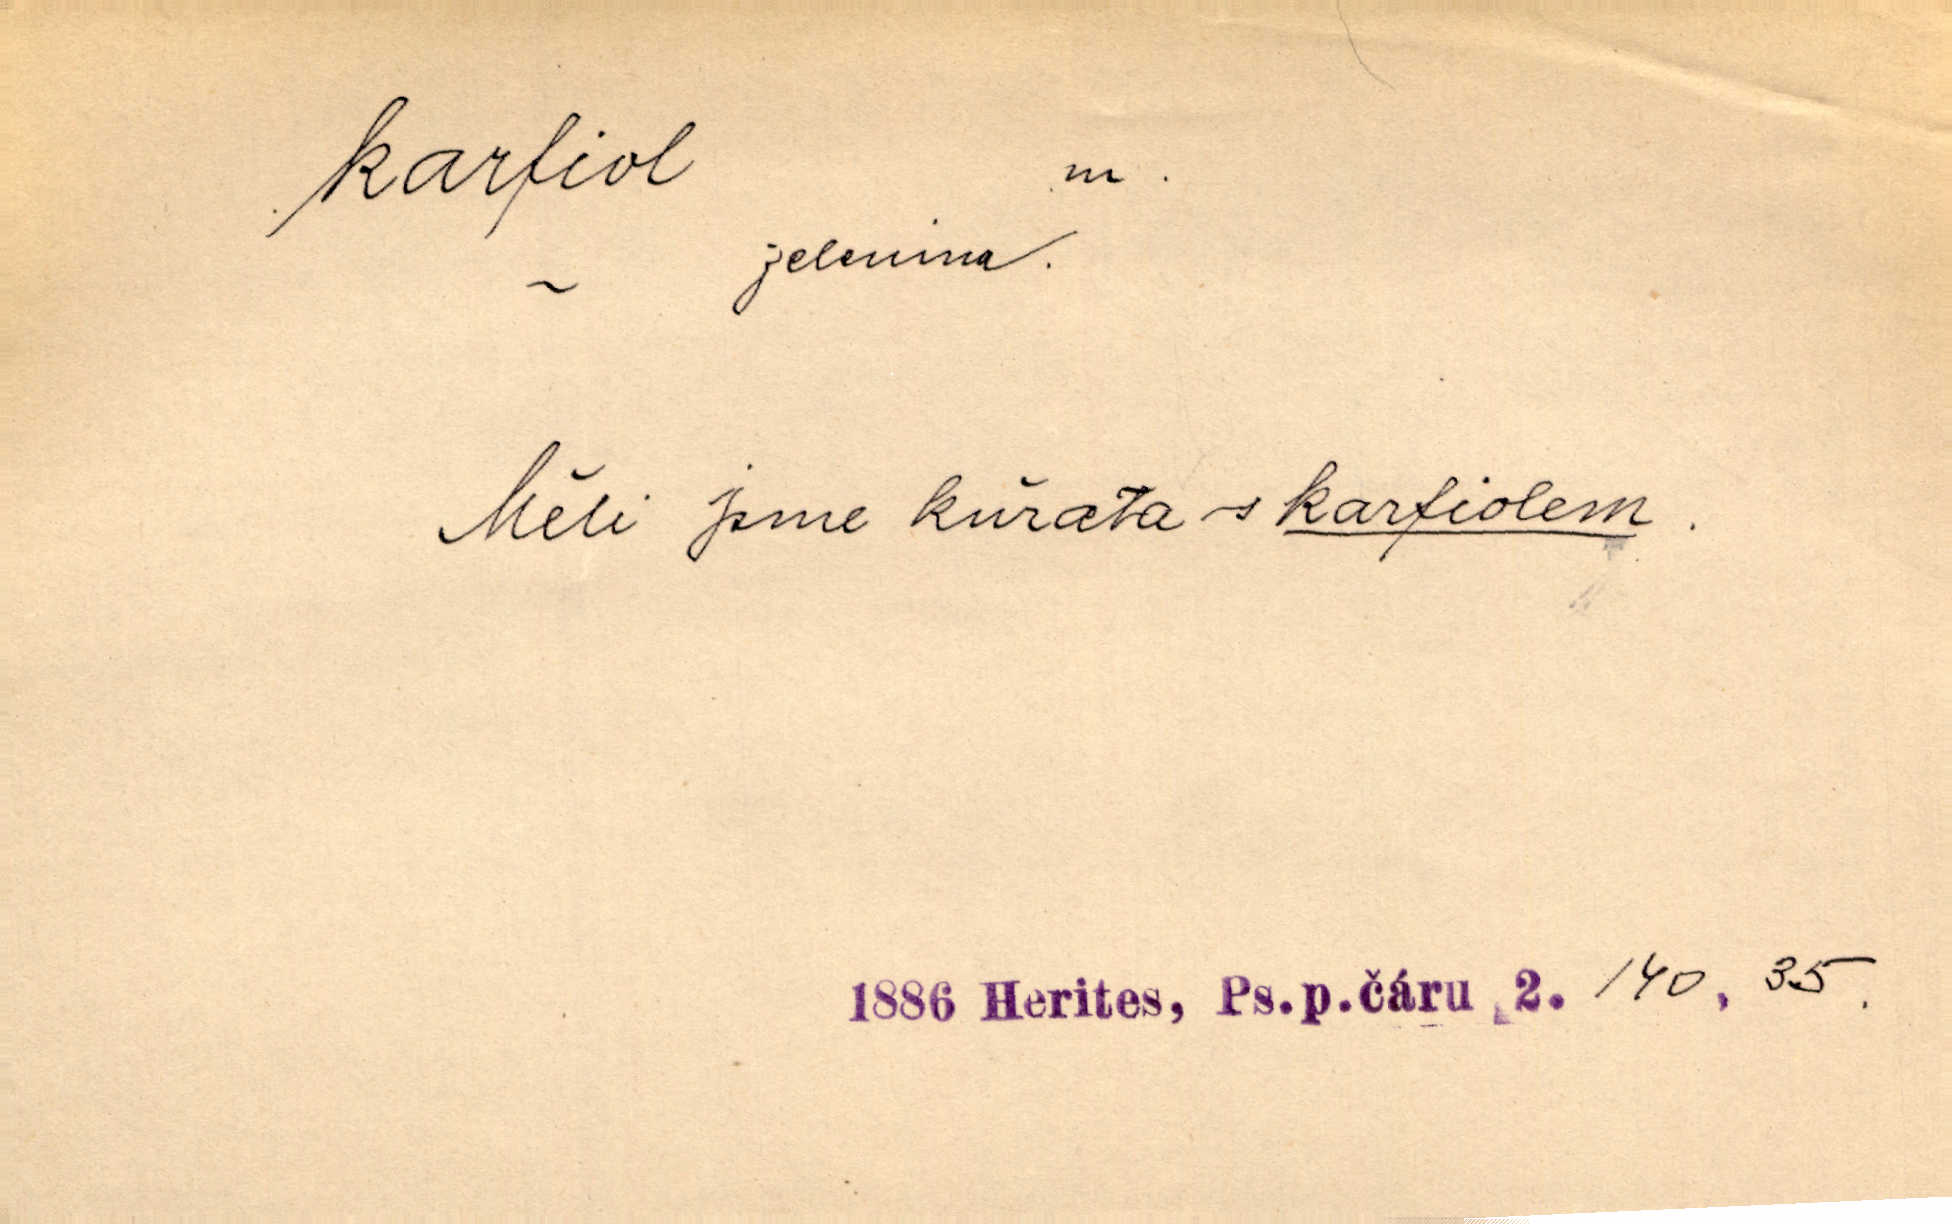 karfiol m.
~ zelenina.
Měli jsme kuřata s karfiolem.
1886 Herites, Ps.p.čáru 2. 140, 35.